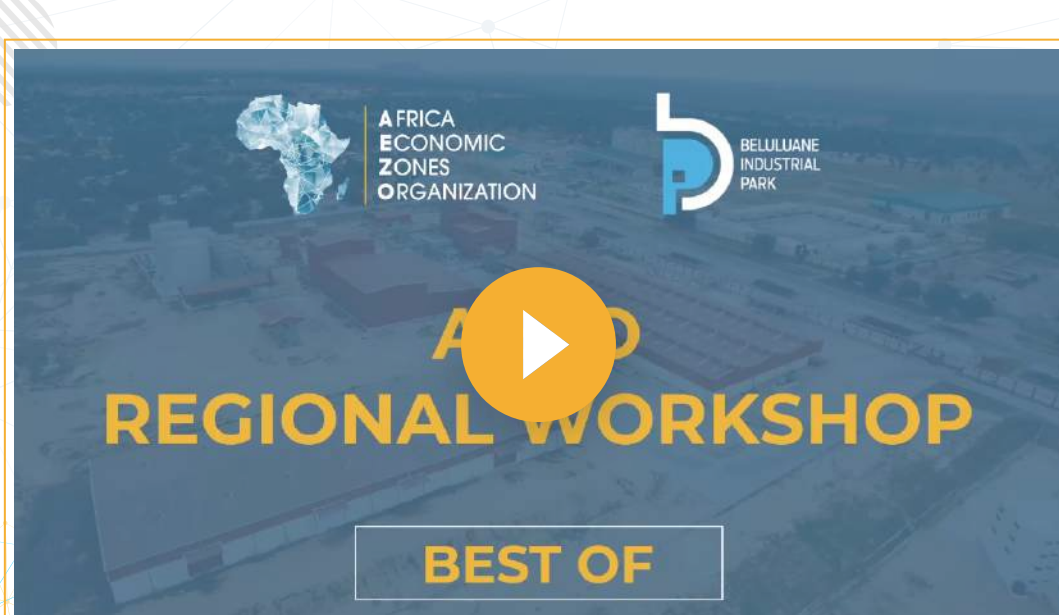 AFRICA
ECONOMIC
ZONES
ORGANIZATION
BELULUANE
INDUSTRIAL
PARK
REGIONAL WORKSHOP
BEST OF